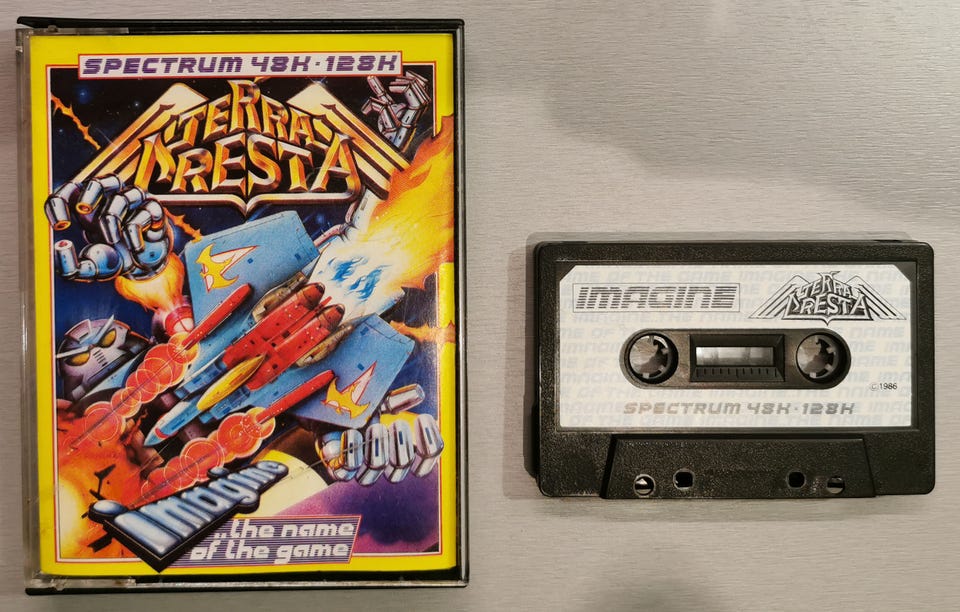 SPECTRUM 48K·128K
TERRA
CRESTA
imagine
...the name
of the game
IMAGINE
TERRA
CRESTA
©1986
SPECTRUM 48K·128K